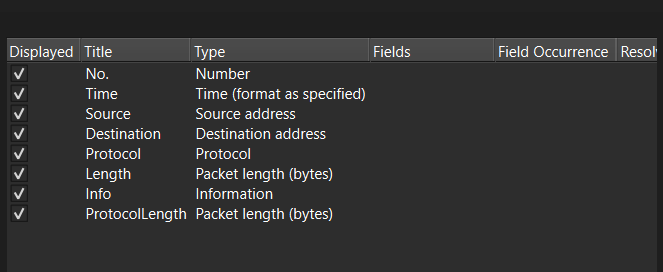 Displayed Title Type Fields Field Occurrence Resolv
No. Number
Time Time (format as specified)
Source Source address
Destination Destination address
Protocol Protocol
Length Packet length (bytes)
Info Information
ProtocolLength Packet length (bytes)